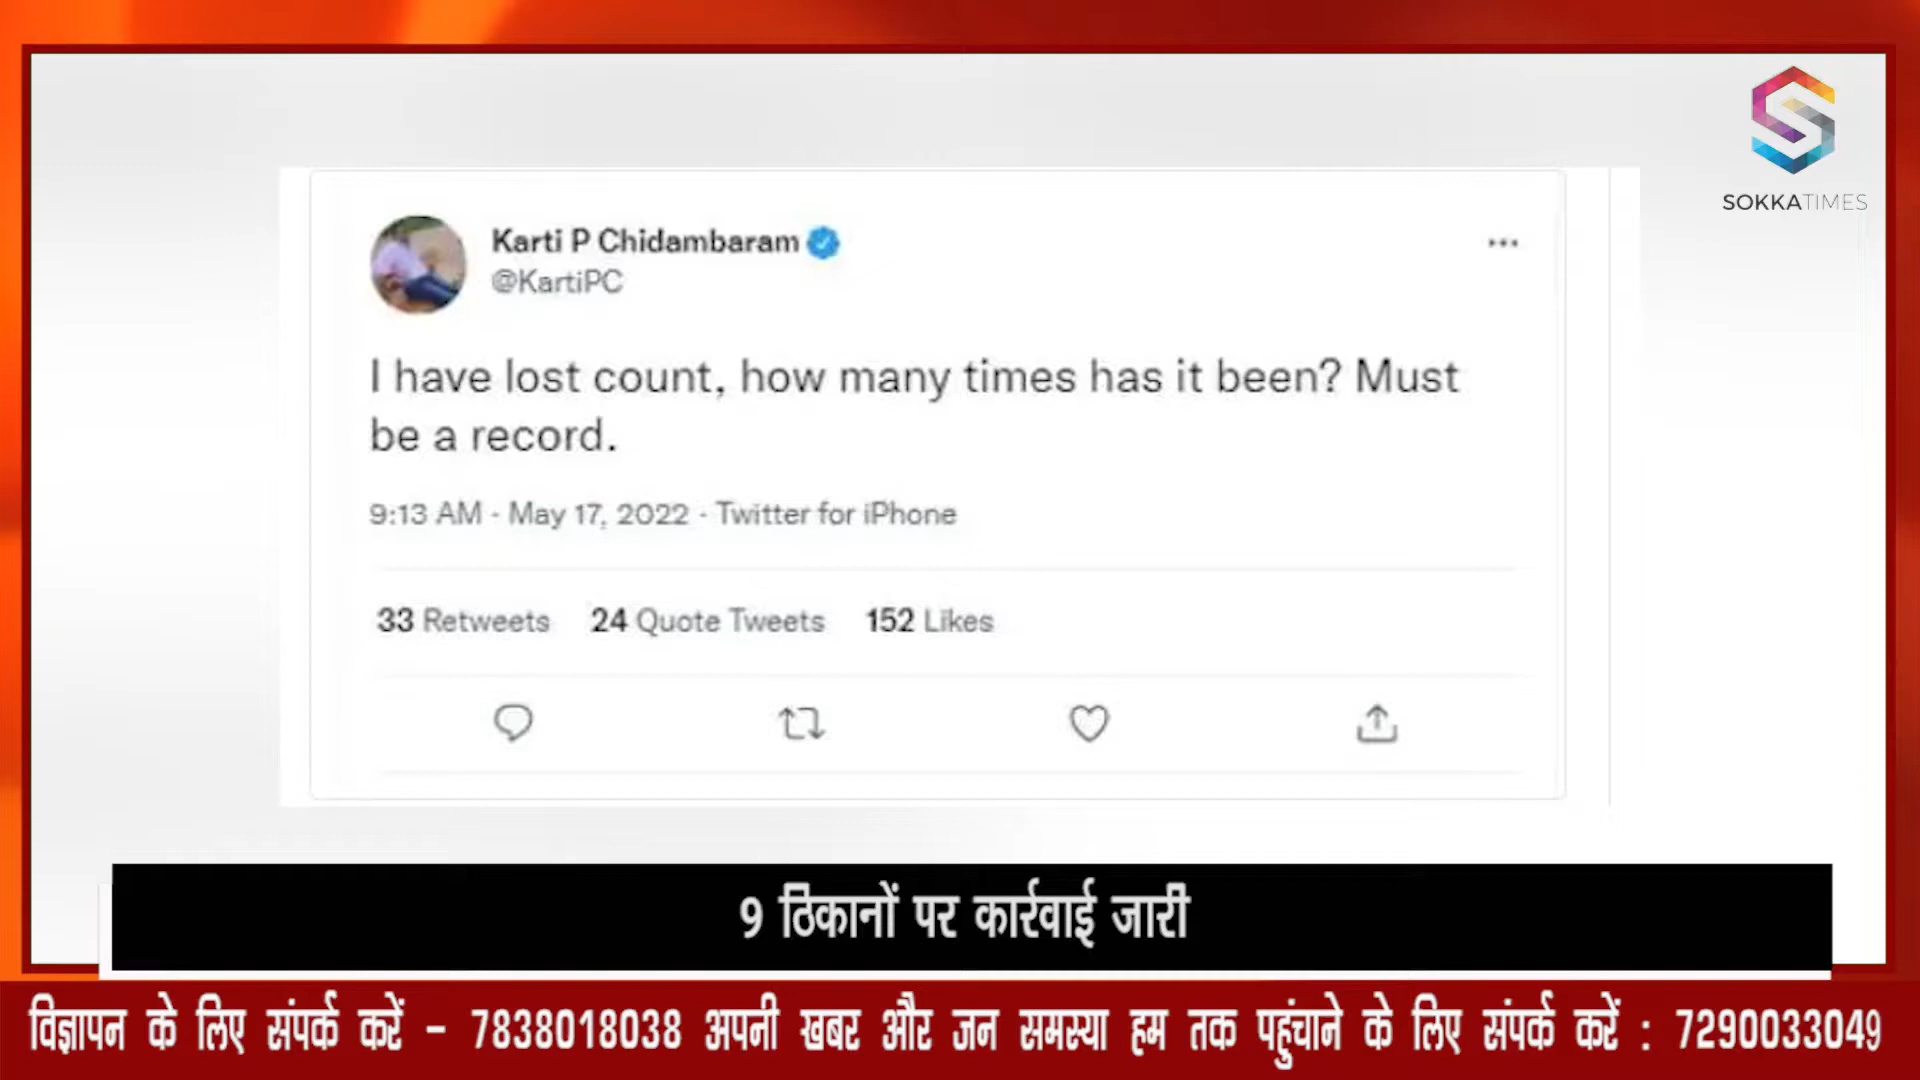 SOKKATIMES
Karti P Chidambaram
@KartiPC
I have lost count, how many times has it been? Must
be a record.
9:13 AM - May 17, 2022 · Twitter for iPhone
33 Retweets 24 Quote Tweets 152 Likes
9 ठिकानों पर कार्रवाई जारी
विज्ञापन के लिए संपर्क करें - 7838018038 अपनी खबर और जन समस्या हम तक पहुंचाने के लिए संपर्क करें : 7290033049